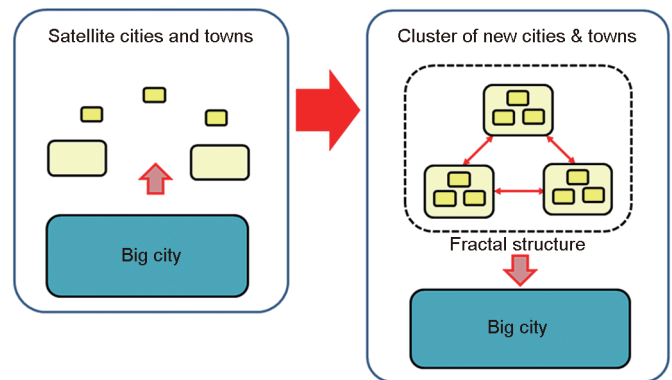 Satellite cities and towns
Big city
Cluster of new cities & towns
Fractal structure
Big city